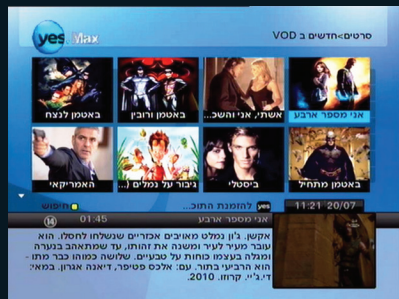 yes Max
סרטים>חדשים ב VOD
אני מספר ארבע
אשתי, אני והשכ...
באטמן ורובין
באטמן לנצח
באטמן מתחיל
ביסטלי
גיבור על נמלים (...
האמריקאי
11:21 20/07
yes להזמנת התוכ...
חיפוש
אני מספר ארבע
01:45
14
אקשן. ג'ון נמלט מאויבים אכזריים שנשלחו לחסלו. הוא
עובר מעיר לעיר ומשנה את זהותו, עד שמתאהב בנערה
ומגלה בעצמו כוחות על טבעיים. שלושה כמוהו כבר מתו -
הוא הרביעי בתור. עם: אלכס פטיפר, דיאנה אגרון. במאי:
די.ג'יי. קרוזו. 2010.